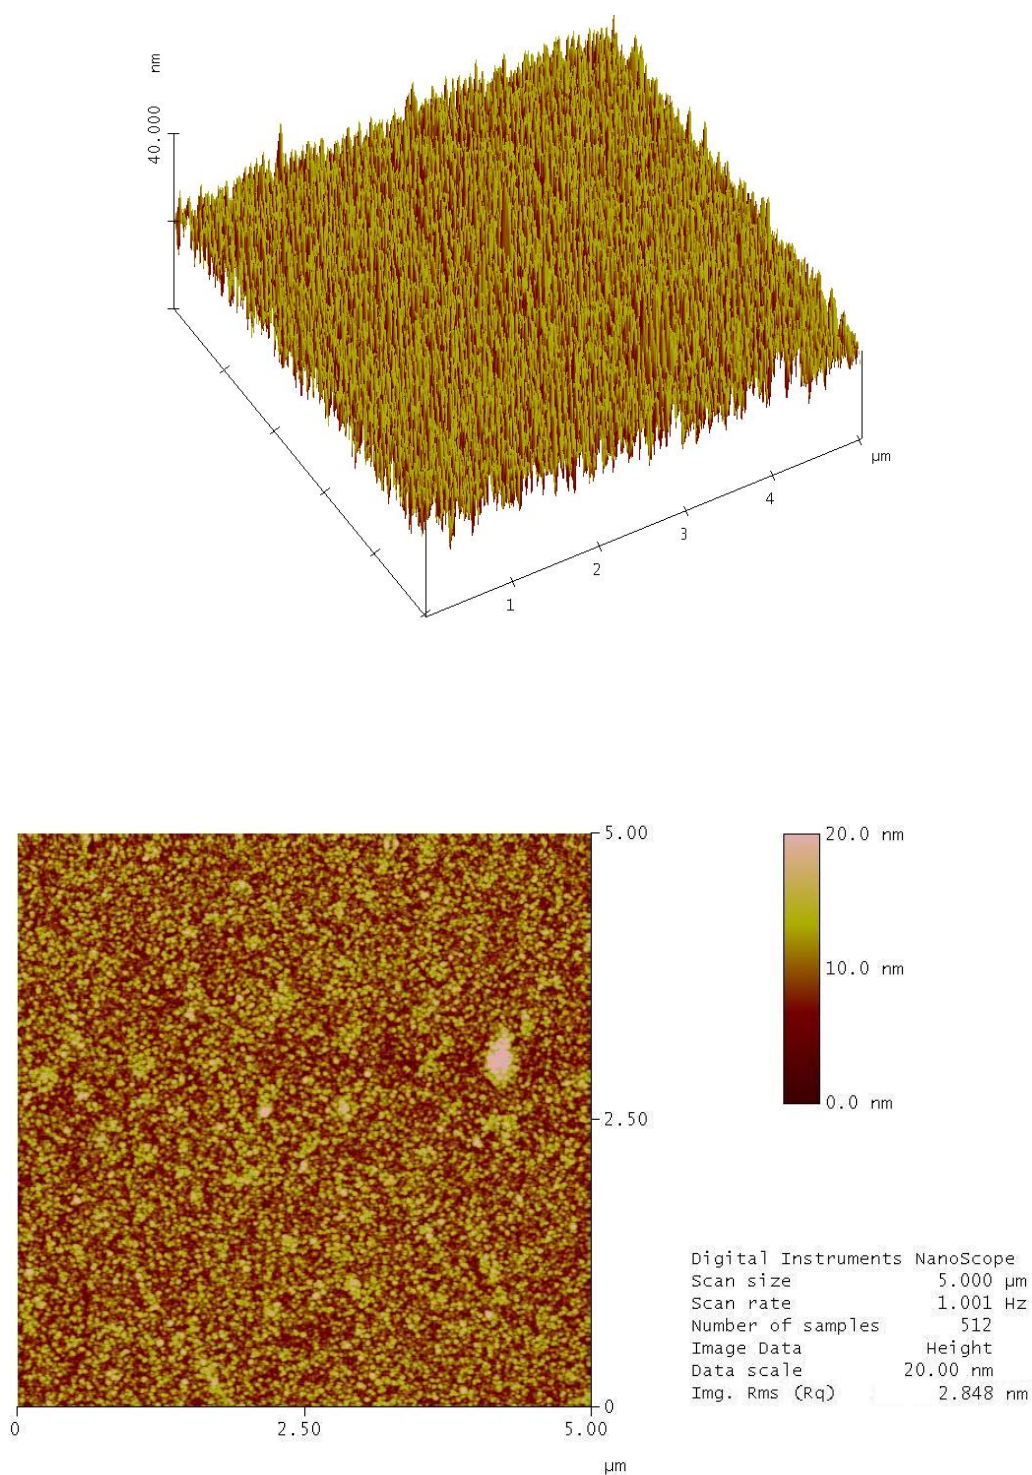 nm
40.000
µm
4
3
2
1
5.00
2.50
0
0
2.50
5.00
µm
20.0 nm
10.0 nm
0.0 nm
Digital Instruments NanoScope
Scan size 5.000 µm
Scan rate 1.001 Hz
Number of samples 512
Image Data Height
Data scale 20.00 nm
Img. Rms (Rq) 2.848 nm